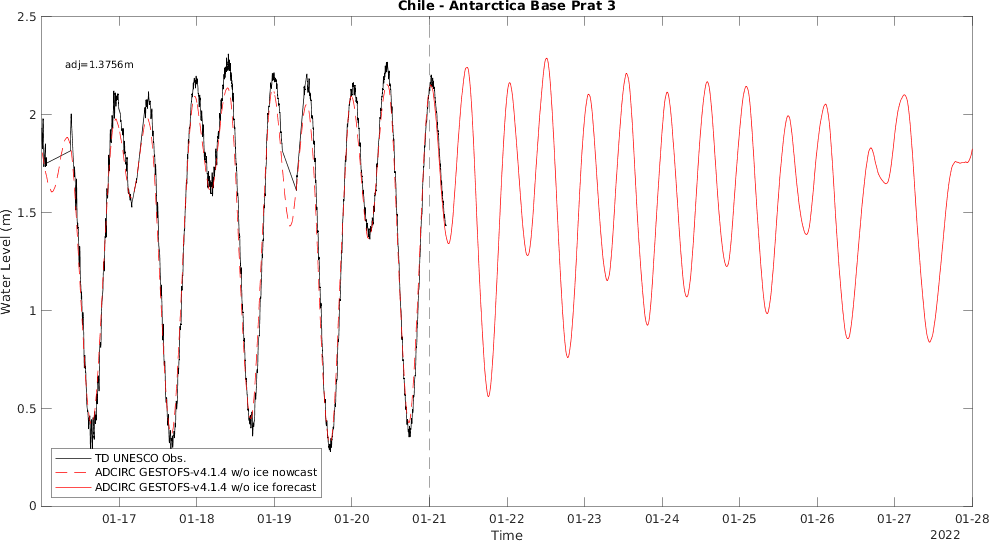 Chile - Antarctica Base Prat 3
adj=1.3756m
Water Level (m)
2.5
2
1.5
1
0.5
0
TD UNESCO Obs.
ADCIRC GESTOFS-v4.1.4 w/o ice nowcast
ADCIRC GESTOFS-v4.1.4 w/o ice forecast
01-17 01-18 01-19 01-20 01-21 01-22 01-23 01-24 01-25 01-26 01-27 01-28
Time
2022